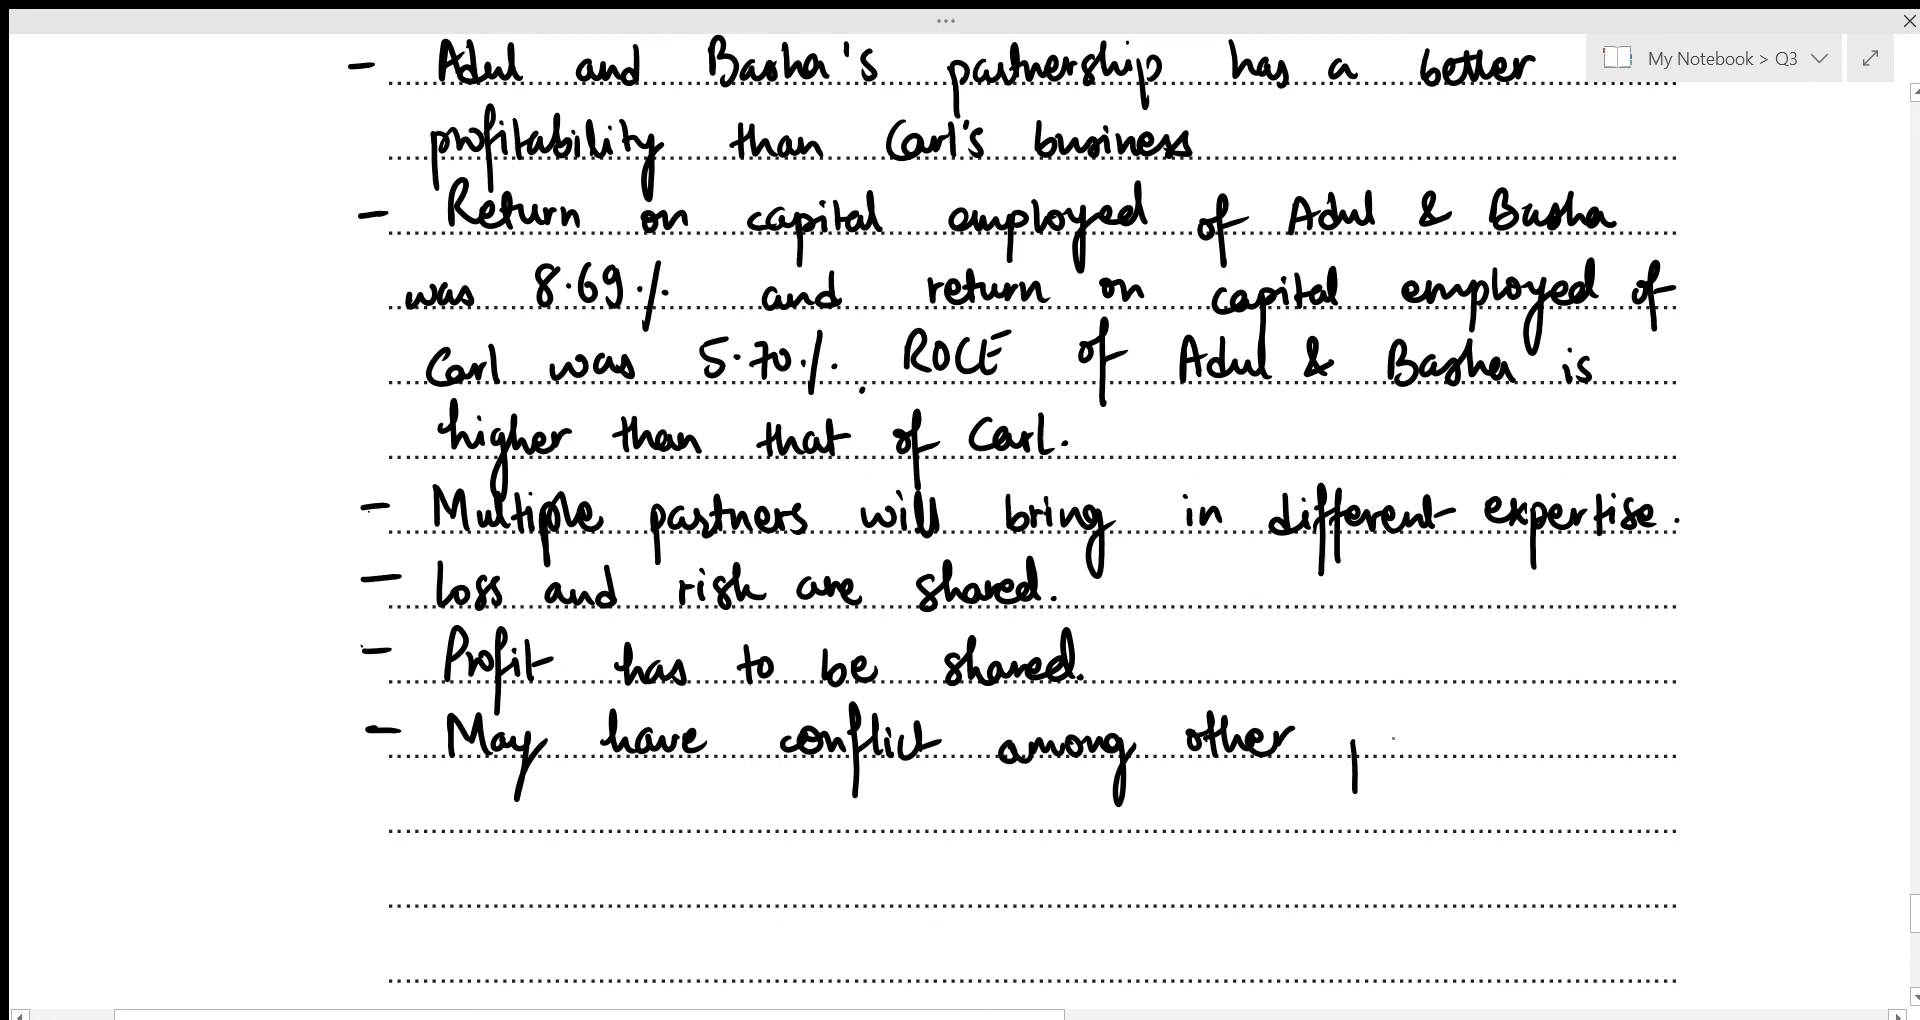 My Notebook > Q3
- Adul and Basha's partnership has a better
profitability than Carl's business
- Return on capital employed of Adul & Basha
was 8.69% and return on capital employed of
Carl was 5.70%. ROCE of Adul & Basha is
higher than that of Carl.
- Multiple partners will bring in different expertise.
- Loss and risk are shared.
- Profit has to be shared.
- May have conflict among other